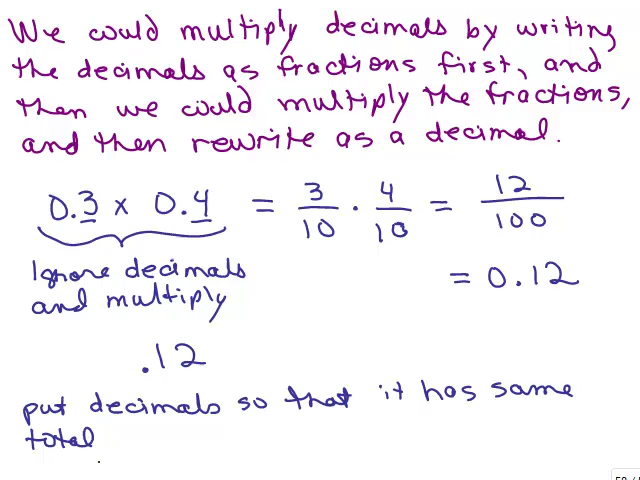 We could multiply decimals by writing
the decimals as fractions first, and
then we could multiply the fractions,
and then rewrite as a decimal.
0.3 x 0.4 = 3/10 · 4/10 = 12/100
Ignore decimals
and multiply
= 0.12
.12
put decimals so that it has same
total